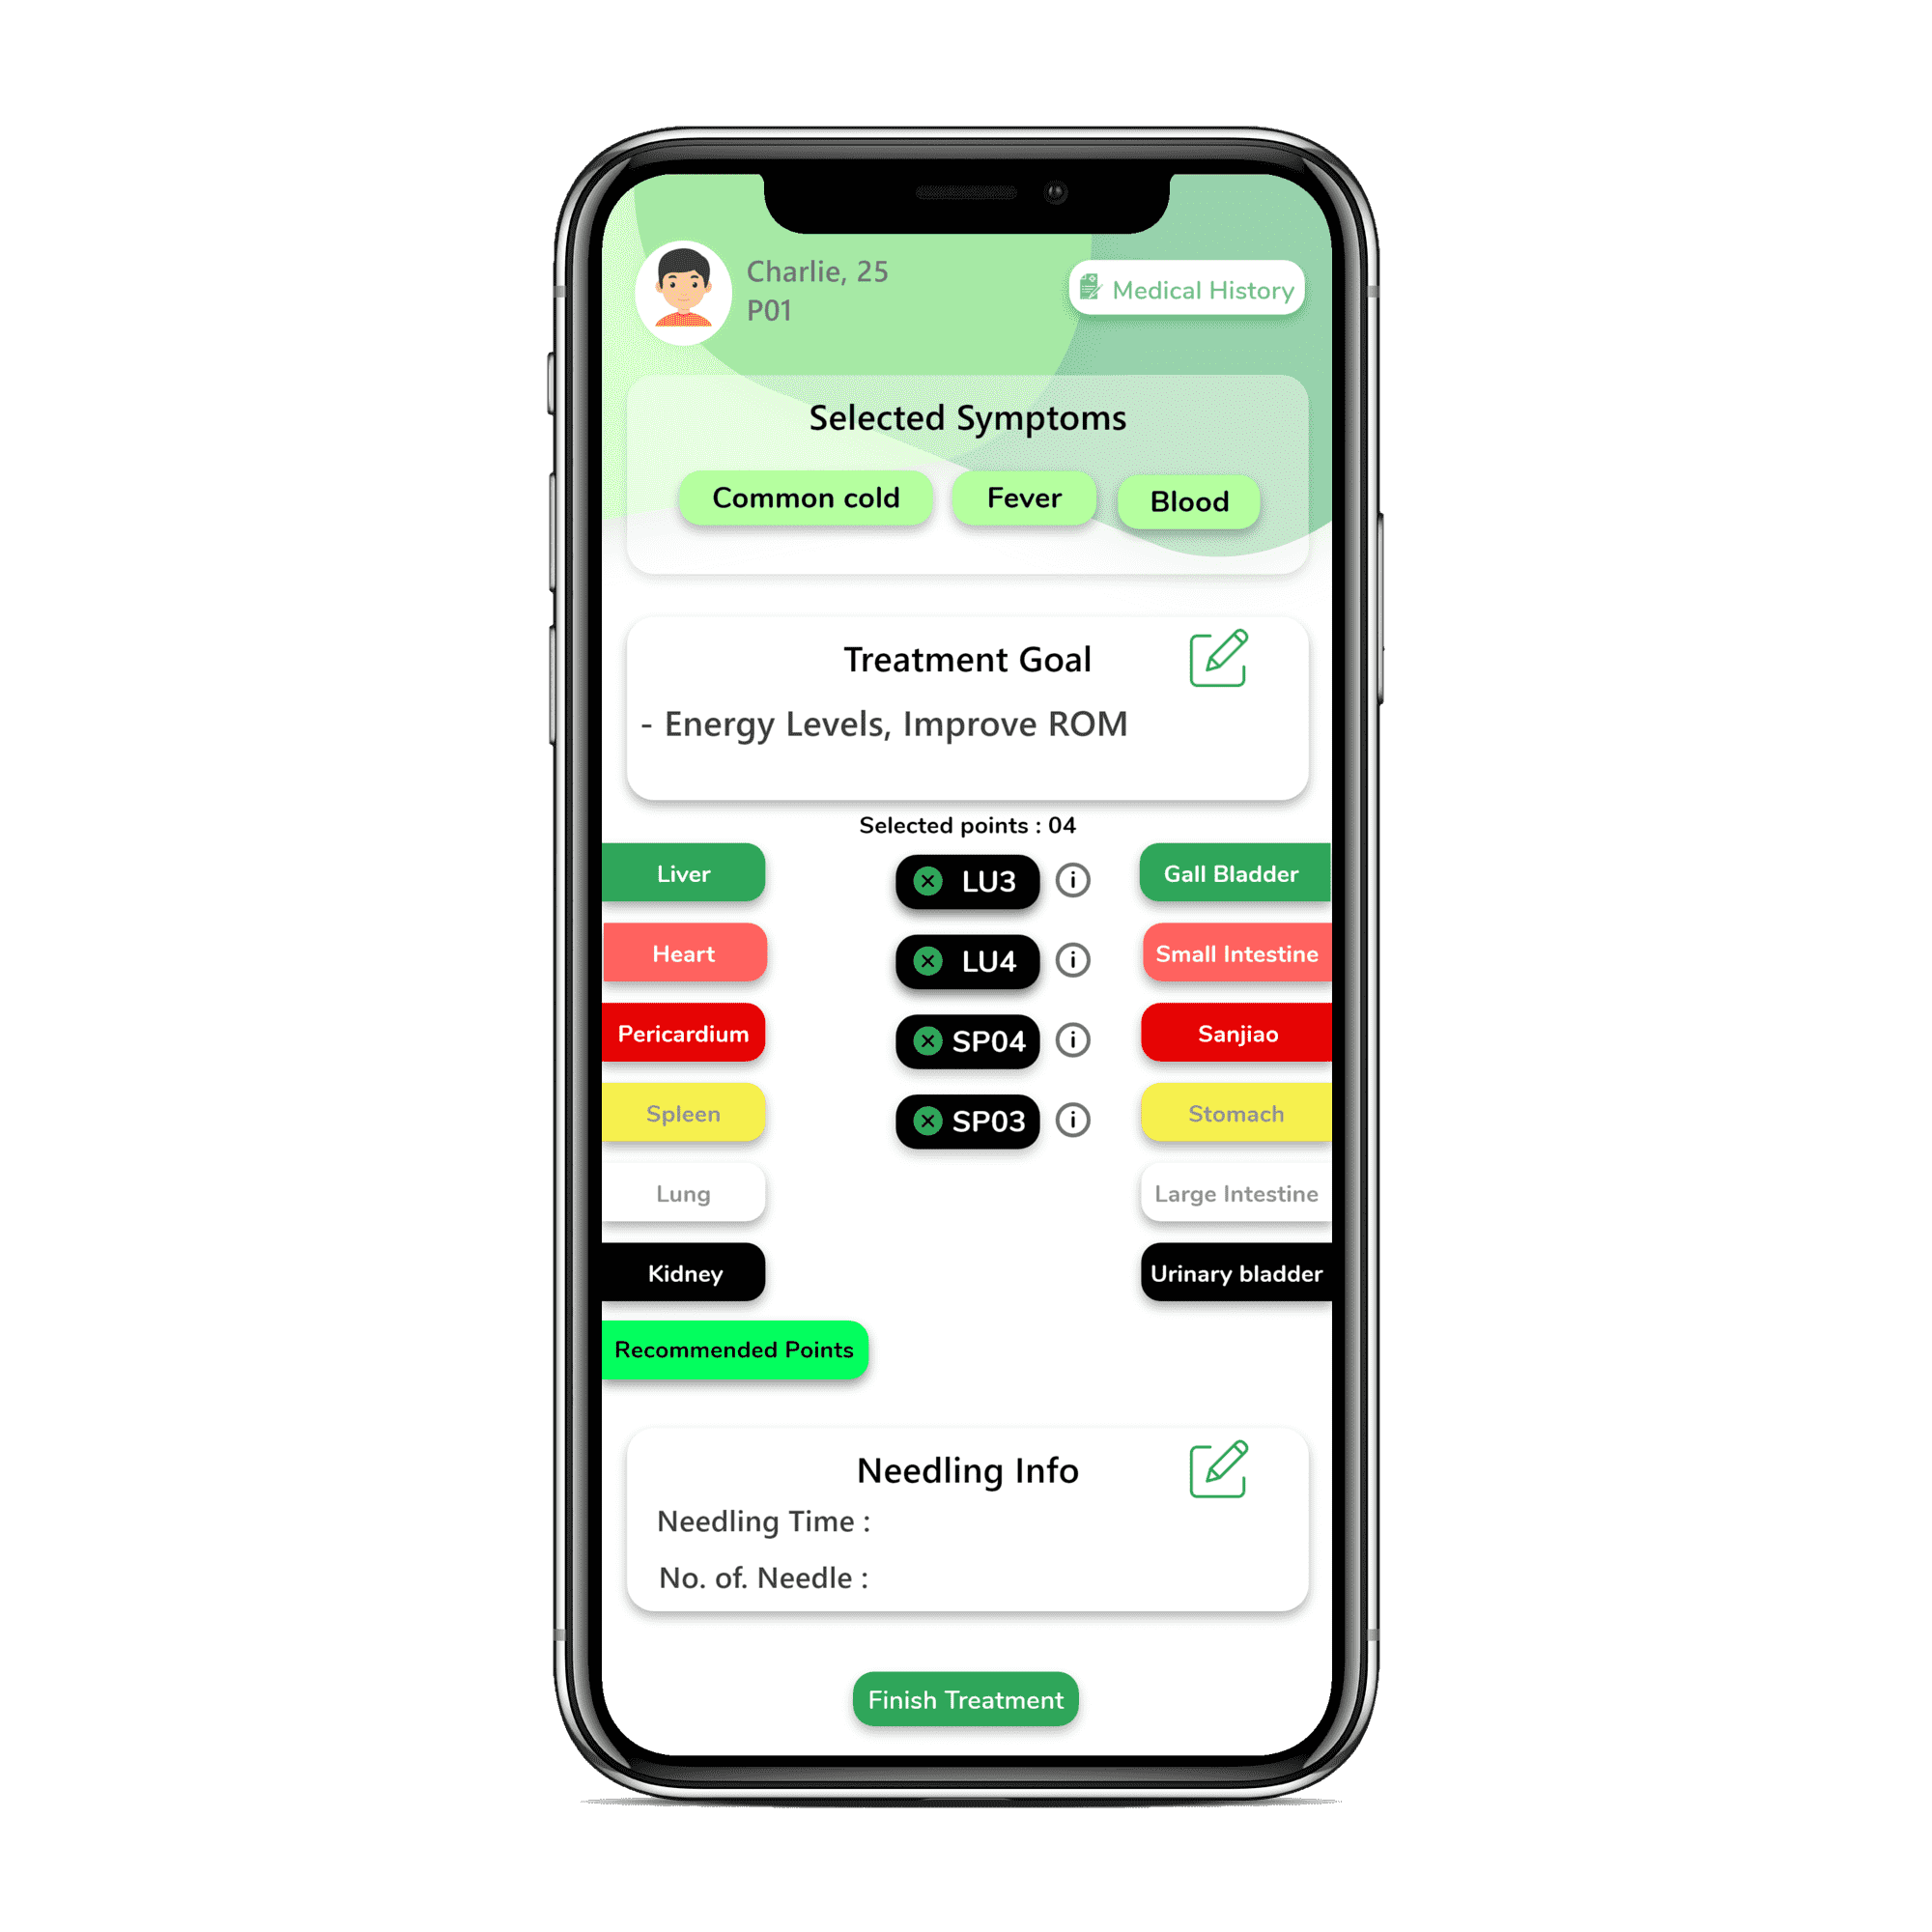 Charlie, 25
P01
Medical History
Selected Symptoms
Common cold
Fever
Blood
Treatment Goal
- Energy Levels, Improve ROM
Selected points : 04
Liver
LU3
Gall Bladder
Heart
LU4
Small Intestine
Pericardium
SP04
Sanjiao
Spleen
SP03
Stomach
Lung
Large Intestine
Kidney
Urinary bladder
Recommended Points
Needling Info
Needling Time :
No. of. Needle :
Finish Treatment